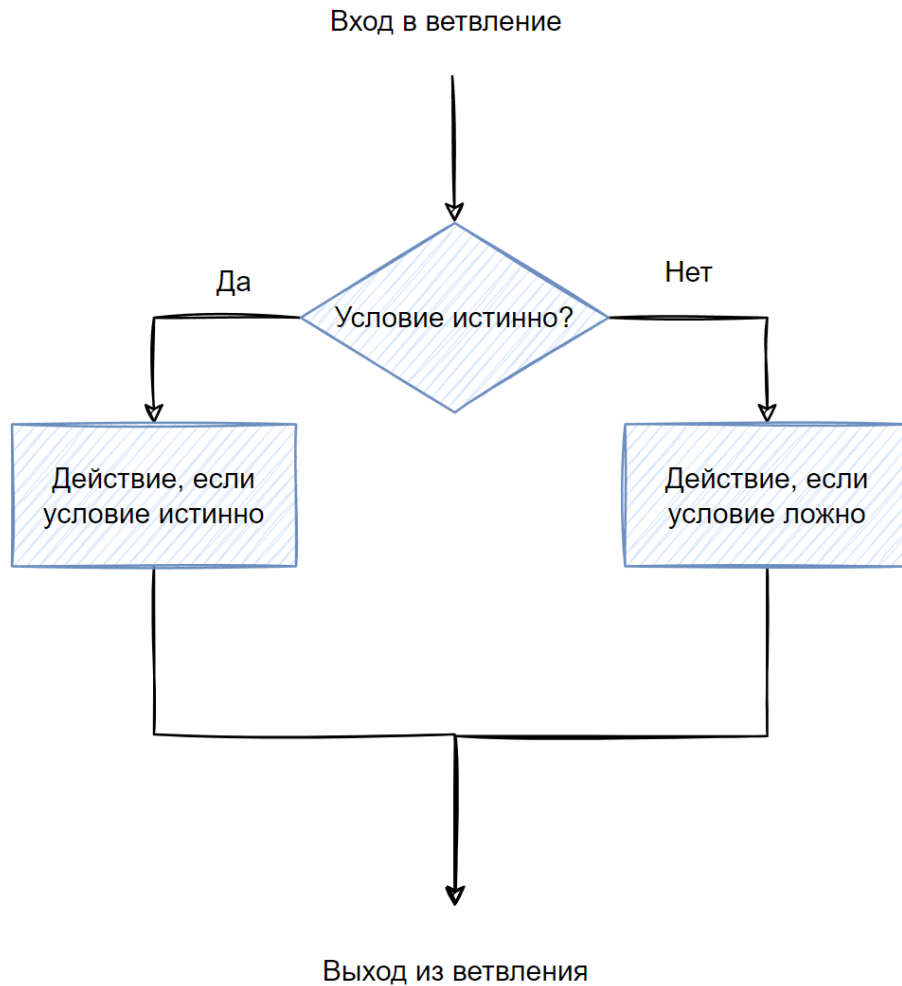 Вход в ветвление
Да
Нет
Условие истинно?
Действие, если
условие истинно
Действие, если
условие ложно
Выход из ветвления